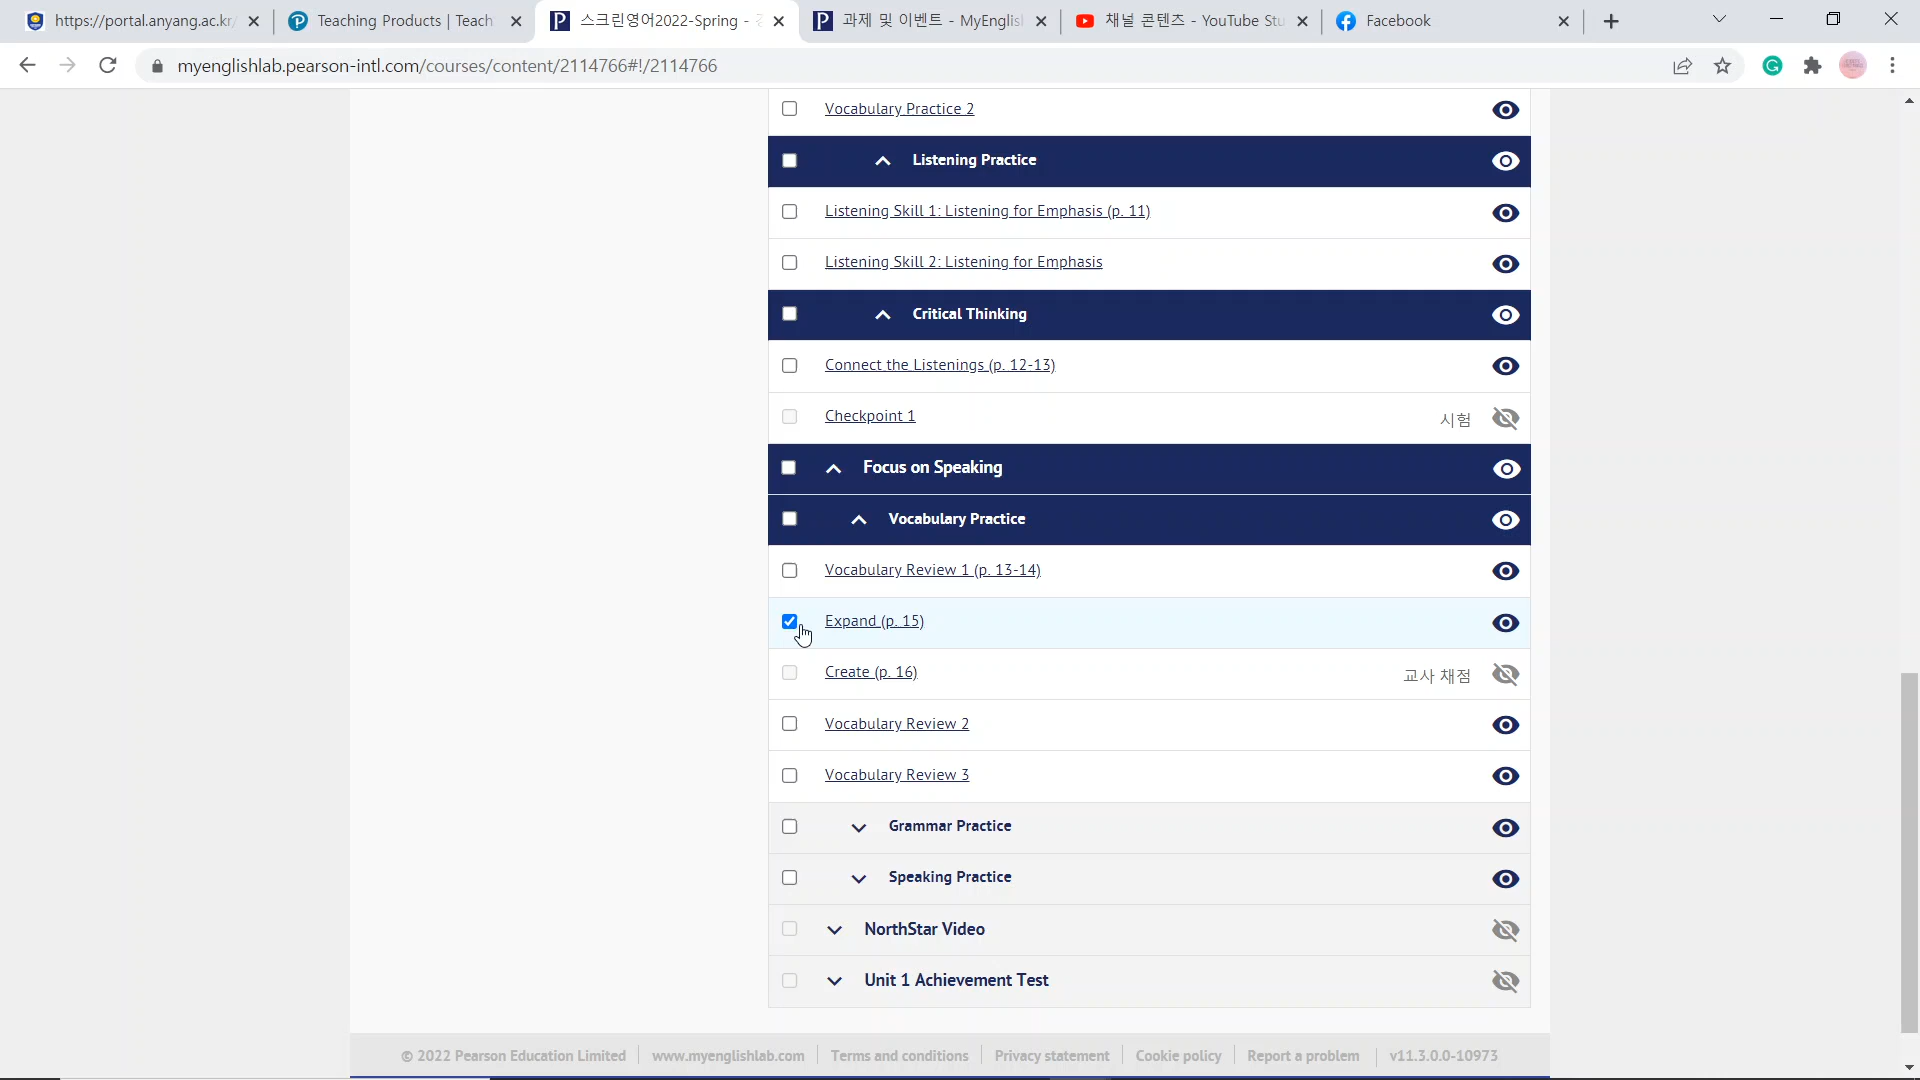 https://portal.anyang.ac.kr/
Teaching Products | Teach
스크린영어2022-Spring -
과제 및 이벤트 - MyEnglish
채널 콘텐츠 - YouTube Stu
Facebook
myenglishlab.pearson-intl.com/courses/content/2114766#!/2114766
Vocabulary Practice 2
Listening Practice
Listening Skill 1: Listening for Emphasis (p. 11)
Listening Skill 2: Listening for Emphasis
Critical Thinking
Connect the Listenings (p. 12-13)
Checkpoint 1
시험
Focus on Speaking
Vocabulary Practice
Vocabulary Review 1 (p. 13-14)
Expand (p. 15)
Create (p. 16)
교사 채점
Vocabulary Review 2
Vocabulary Review 3
Grammar Practice
Speaking Practice
NorthStar Video
Unit 1 Achievement Test
© 2022 Pearson Education Limited
www.myenglishlab.com
Terms and conditions
Privacy statement
Cookie policy
Report a problem
v11.3.0.0-10973